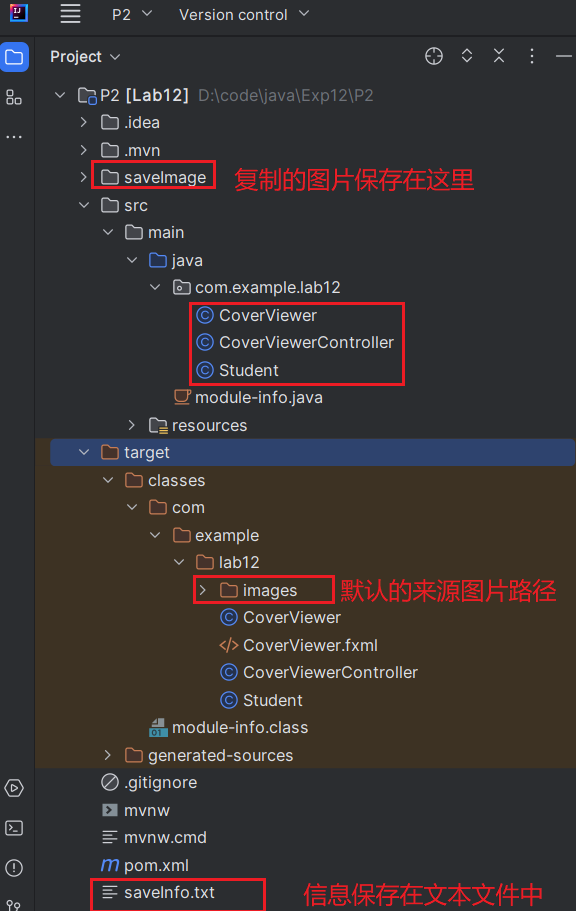 P2 Version control
Project
P2 [Lab12] D:\code\java\Exp12\P2
.idea
.mvn
saveImage 复制的图片保存在这里
src
main
java
com.example.lab12
CoverViewer
CoverViewerController
Student
module-info.java
resources
target
classes
com
example
lab12
images 默认的来源图片路径
CoverViewer
CoverViewer.fxml
CoverViewerController
Student
module-info.class
generated-sources
.gitignore
mvnw
mvnw.cmd
pom.xml
saveInfo.txt 信息保存在文本文件中